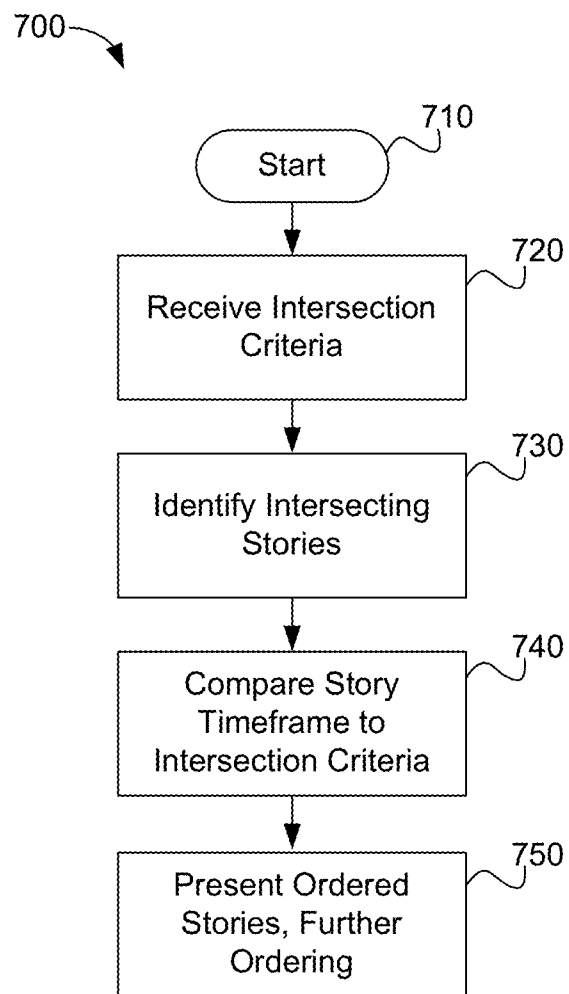 700
710
Start
720
Receive Intersection
Criteria
730
Identify Intersecting
Stories
740
Compare Story
Timeframe to
Intersection Criteria
750
Present Ordered
Stories, Further
Ordering